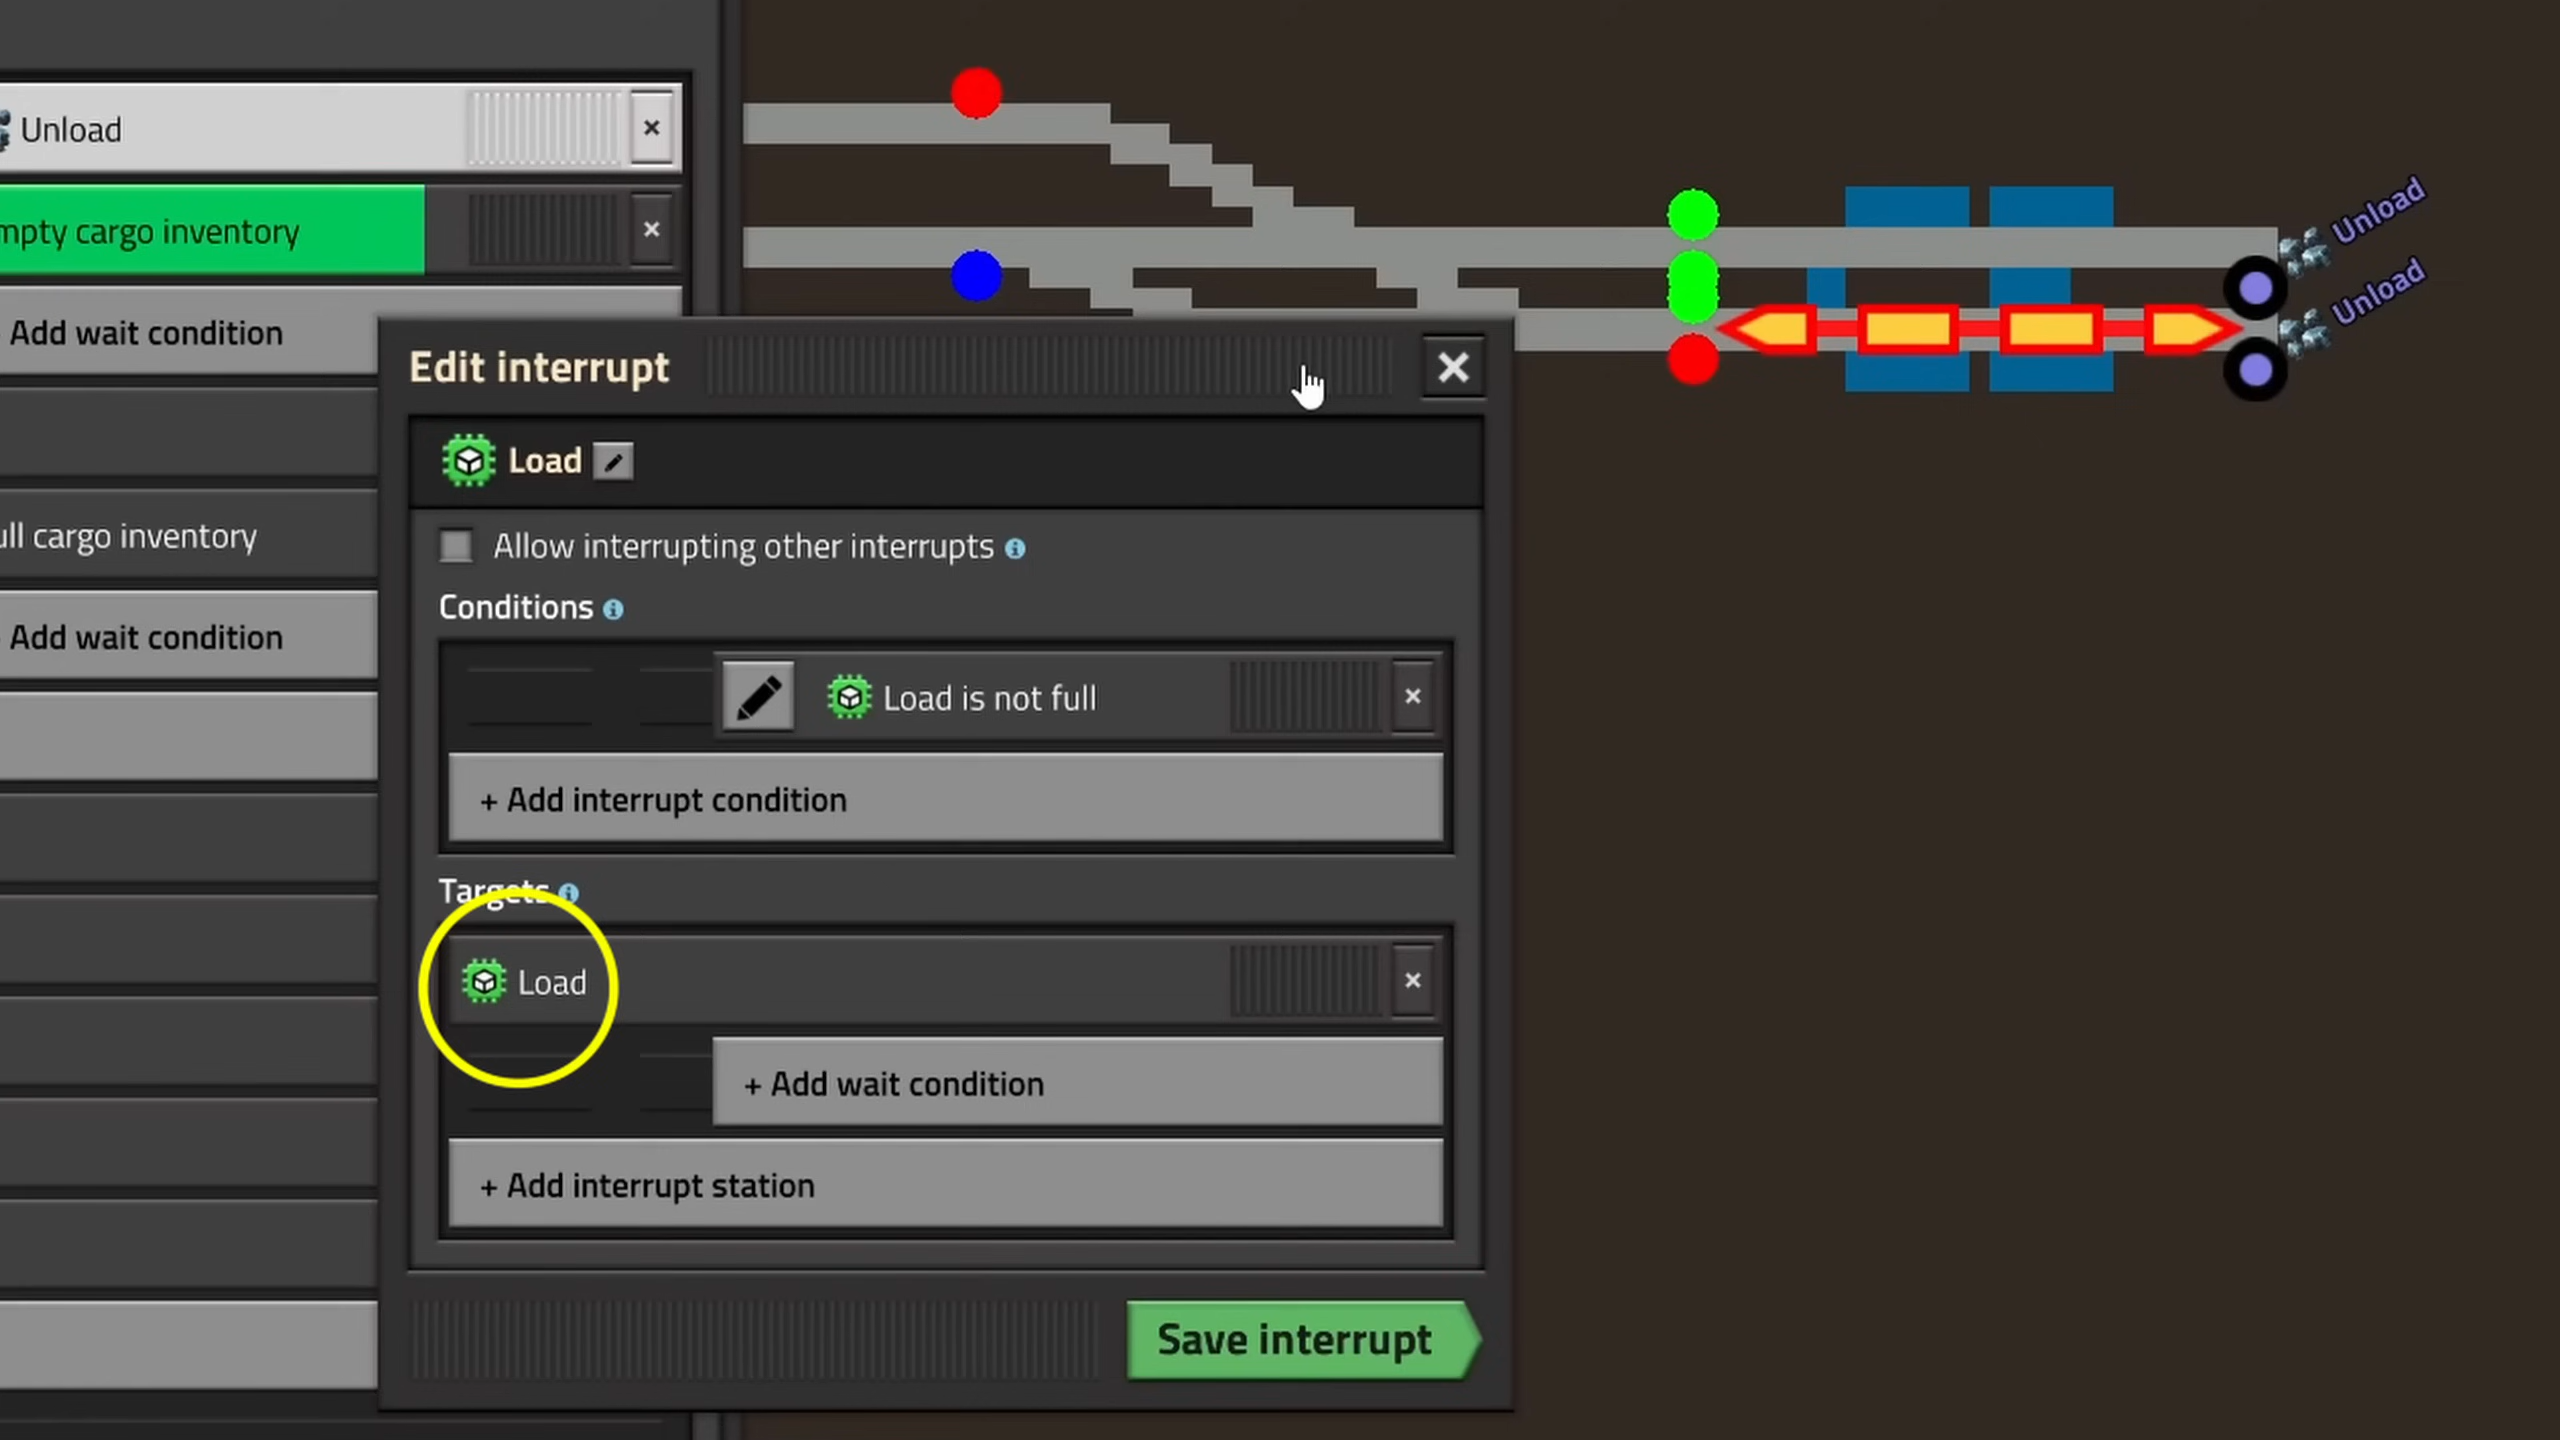 Unload
mpty cargo inventory
Add wait condition
ull cargo inventory
Add wait condition
Unload
Unload
Edit interrupt
Load
Allow interrupting other interrupts
Conditions
Load is not full
+ Add interrupt condition
Targets
Load
+ Add wait condition
+ Add interrupt station
Save interrupt